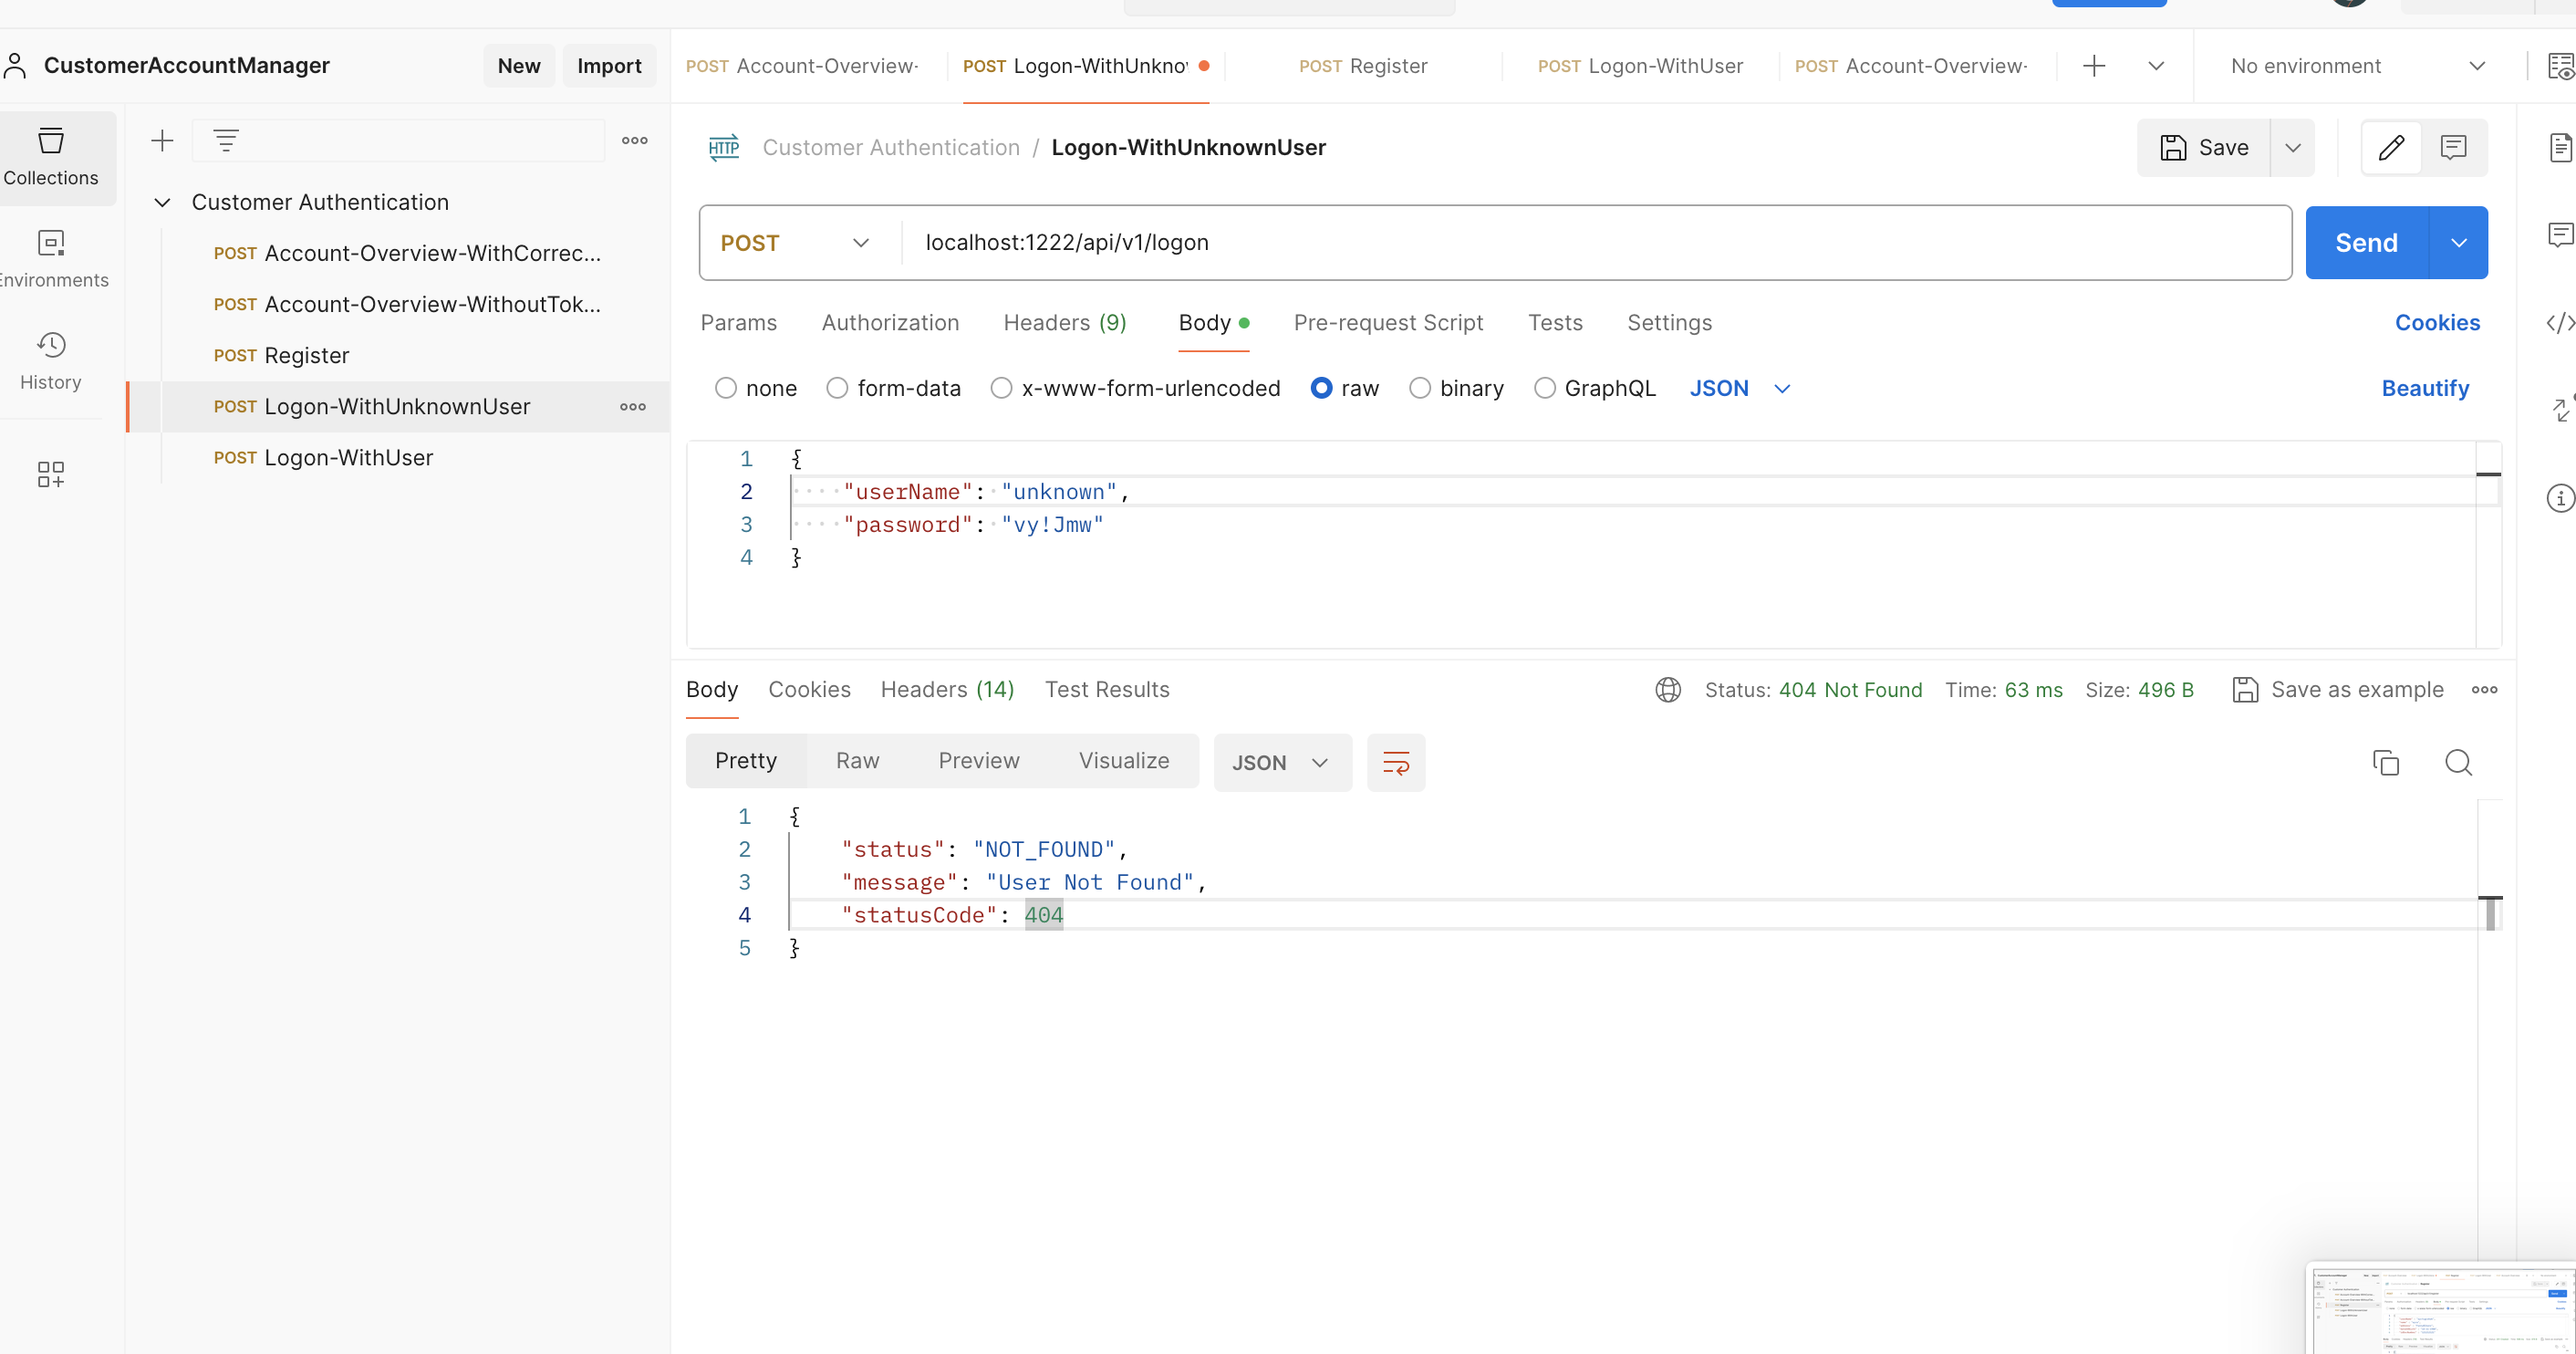 CustomerAccountManager
New
Import
POST Account-Overview-
POST Logon-WithUnkno
POST Register
POST Logon-WithUser
POST Account-Overview-
No environment
Collections
Environments
History
Customer Authentication
POST Account-Overview-WithCorrec...
POST Account-Overview-WithoutTok...
POST Register
POST Logon-WithUnknownUser
POST Logon-WithUser
HTTP Customer Authentication / Logon-WithUnknownUser
Save
POST localhost:1222/api/v1/logon
Send
Params Authorization Headers (9) Body Pre-request Script Tests Settings Cookies
none form-data x-www-form-urlencoded raw binary GraphQL JSON Beautify
1 {
2 "userName": "unknown",
3 "password": "vy!Jmw"
4 }
Body Cookies Headers (14) Test Results Status: 404 Not Found Time: 63 ms Size: 496 B Save as example
Pretty Raw Preview Visualize JSON
1 {
2 "status": "NOT_FOUND",
3 "message": "User Not Found",
4 "statusCode": 404
5 }